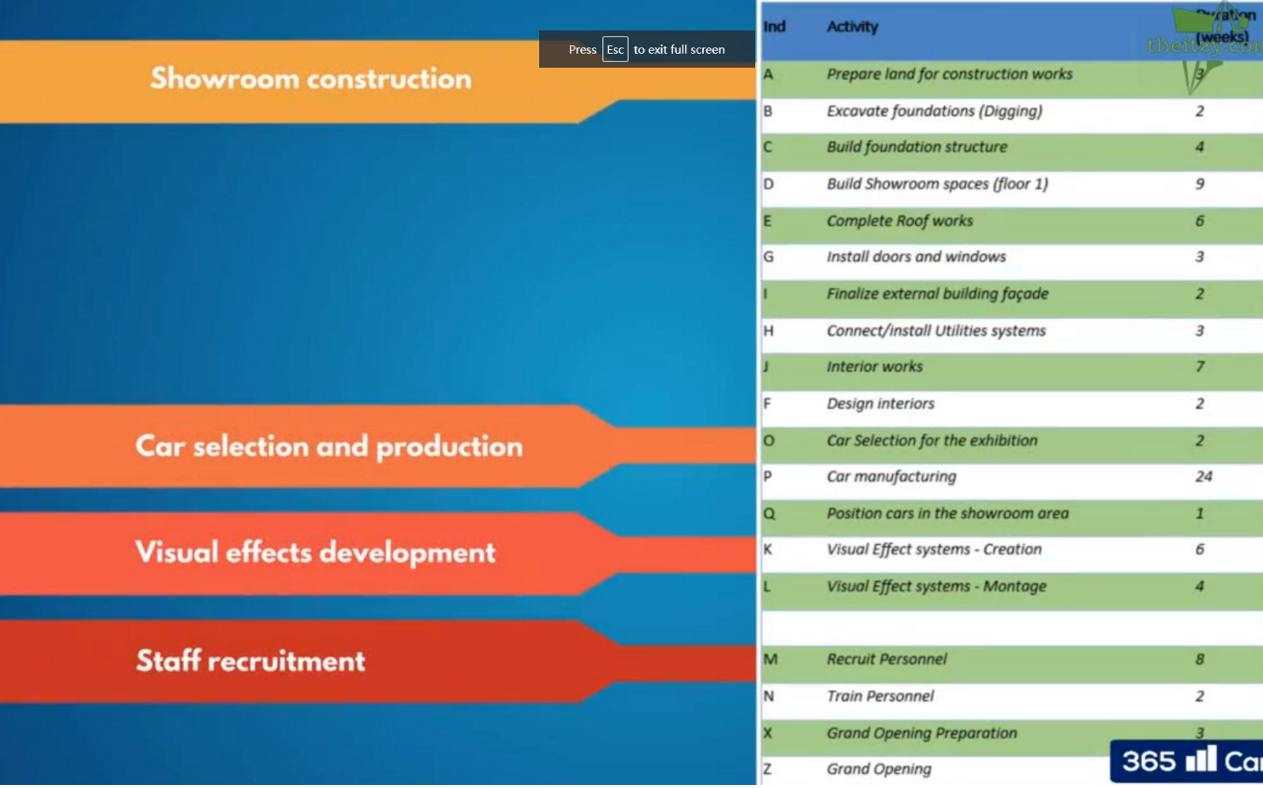 Press Esc to exit full screen
Showroom construction
Car selection and production
Visual effects development
Staff recruitment
Ind Activity Duration (weeks)
theitzy.com
A Prepare land for construction works 3
B Excavate foundations (Digging) 2
C Build foundation structure 4
D Build Showroom spaces (floor 1) 9
E Complete Roof works 6
G Install doors and windows 3
I Finalize external building façade 2
H Connect/install Utilities systems 3
J Interior works 7
F Design interiors 2
O Car Selection for the exhibition 2
P Car manufacturing 24
Q Position cars in the showroom area 1
K Visual Effect systems - Creation 6
L Visual Effect systems - Montage 4
M Recruit Personnel 8
N Train Personnel 2
X Grand Opening Preparation 3
Z Grand Opening
365 Ca